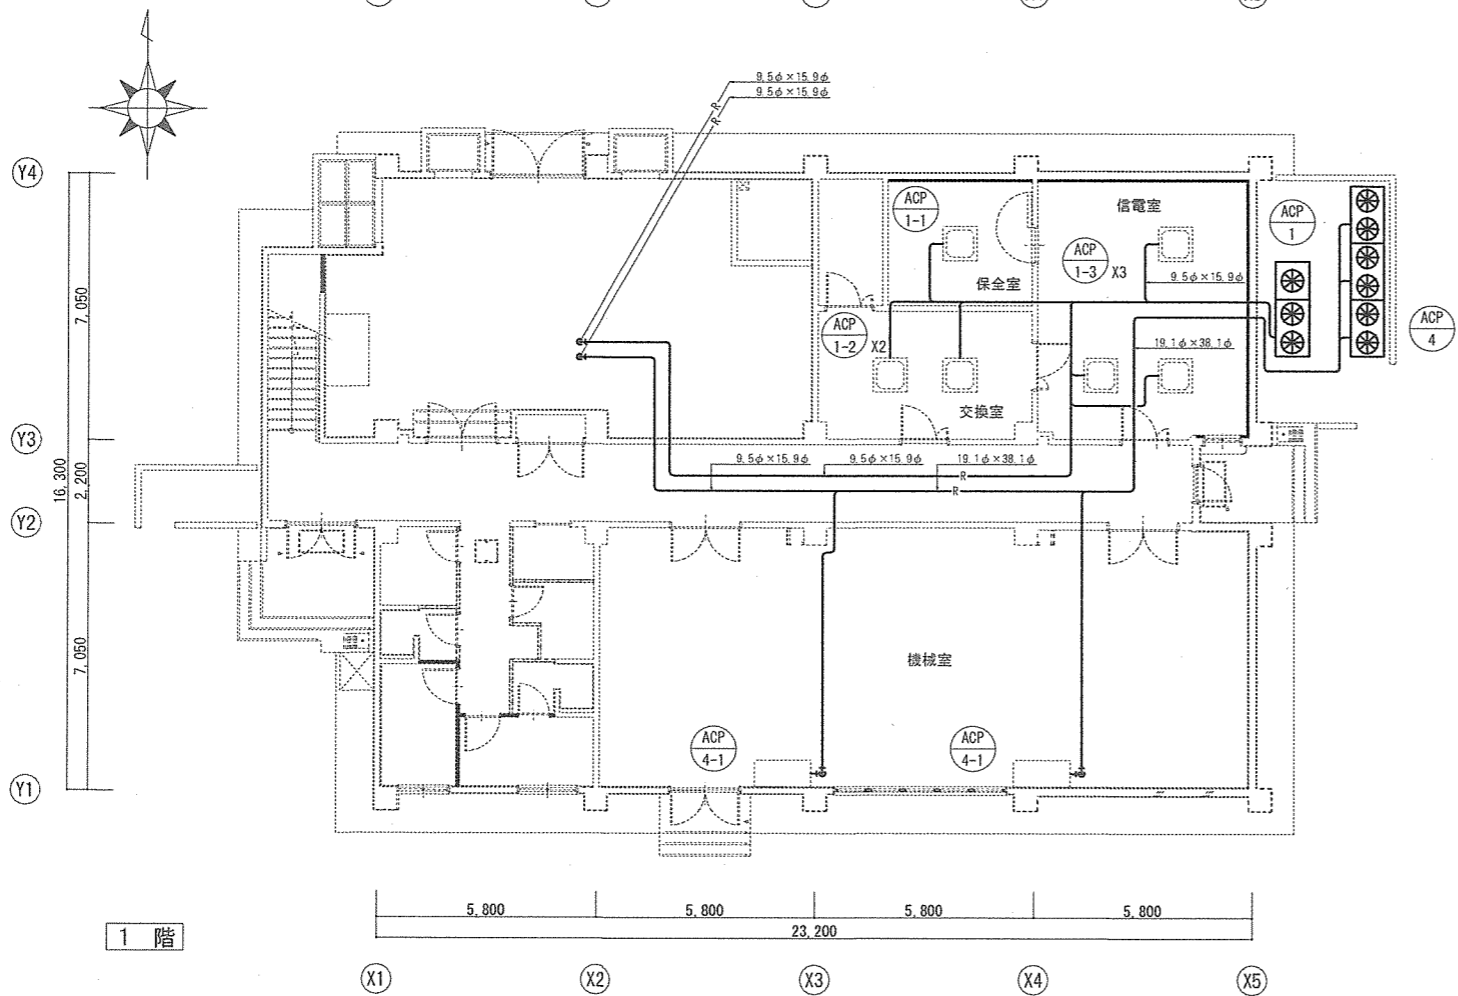 9.5φ×15.9φ
R
9.5φ×15.9φ
R
Y4
ACP
1-1
信電室
ACP
1
ACP
1-3
X3
保全室
9.5φ×15.9φ
7,050
ACP
1-2
X2
ACP
4
19.1φ×38.1φ
交換室
Y3
9.5φ×15.9φ
9.5φ×15.9φ
19.1φ×38.1φ
R
R
16,300
2,200
Y2
7,050
機械室
ACP
4-1
ACP
4-1
Y1
5,800
5,800
5,800
5,800
23,200
1 階
X1
X2
X3
X4
X5